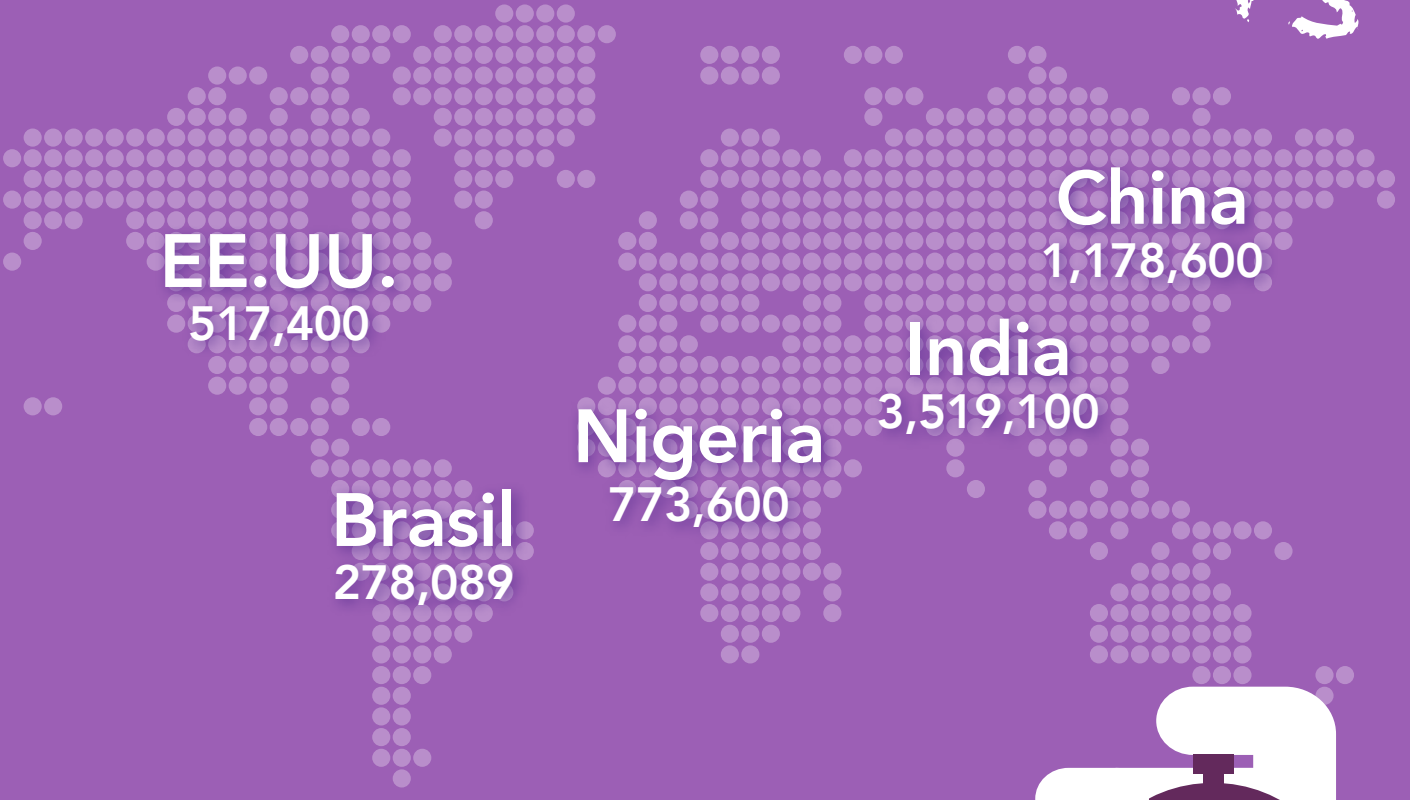 China
1,178,600
EE.UU.
517,400
India
3,519,100
Nigeria
773,600
Brasil
278,089